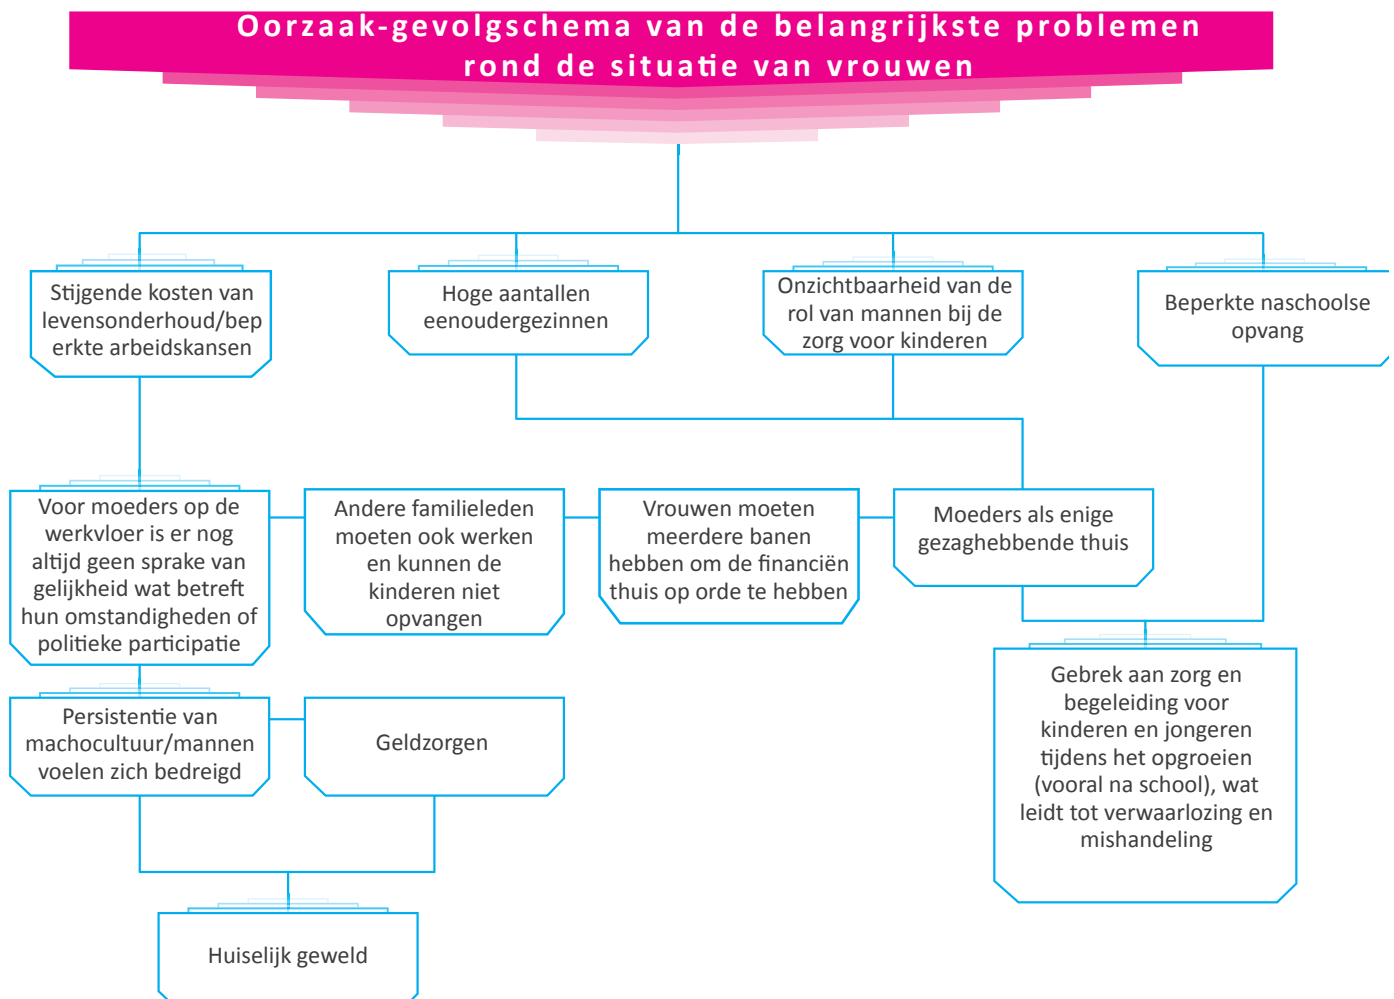 Oorzaak-gevolgschema van de belangrijkste problemen
rond de situatie van vrouwen
Stijgende kosten van
levensonderhoud/bep
erkte arbeidskansen
Hoge aantallen
eenoudergezinnen
Onzichtbaarheid van de
rol van mannen bij de
zorg voor kinderen
Beperkte naschoolse
opvang
Voor moeders op de
werkvloer is er nog
altijd geen sprake van
gelijkheid wat betreft
hun omstandigheden of
politieke participatie
Andere familieleden
moeten ook werken
en kunnen de
kinderen niet
opvangen
Vrouwen moeten
meerdere banen
hebben om de financiën
thuis op orde te hebben
Moeders als enige
gezaghebbende thuis
Persistentie van
machocultuur/mannen
voelen zich bedreigd
Geldzorgen
Gebrek aan zorg en
begeleiding voor
kinderen en jongeren
tijdens het opgroeien
(vooral na school), wat
leidt tot verwaarlozing en
mishandeling
Huiselijk geweld